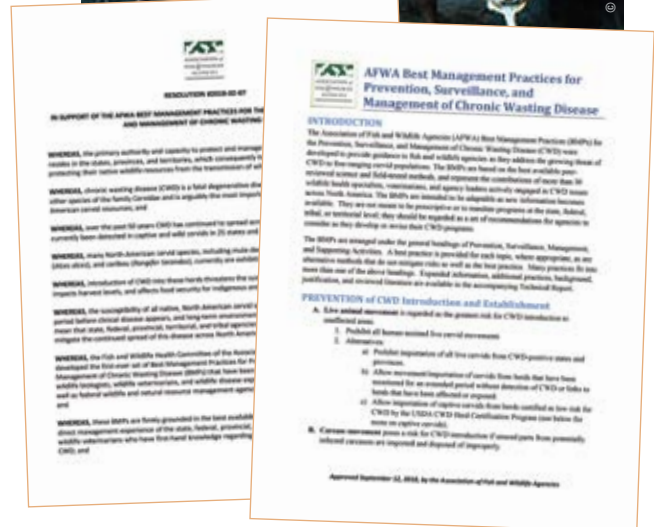 RESOLUTION #2018-02-07
IN SUPPORT OF THE AFWA BEST MANAGEMENT PRACTICES FOR
AND MANAGEMENT OF CHRONIC WASTING
WHEREAS, the primary authority and capacity to protect and manage
resides in the states, provinces, and territories, which consequently
protecting their native wildlife resources from the transmission of
WHEREAS, chronic wasting disease (CWD) is a fatal degenerative
other species of the family Cervidae and is arguably the most
American cervid resources; and
WHEREAS, over the past 50 years CWD has continued to spread
currently been detected in captive and wild cervids in 25 states and
WHEREAS, many North American cervid species, including mule
(Alces alces), and caribou (Rangifer tarandus), currently are
WHEREAS, introduction of CWD into these herds threatens the
impacts harvest levels, and affects food security for indigenous
WHEREAS, the susceptibility of all native, North American cervid
period before clinical disease appears, and long-term
mean that state, federal, provincial, territorial, and tribal agencies
mitigate the continued spread of this disease across North
WHEREAS, the Fish and Wildlife Health Committee of the
developed the first-ever set of Best Management Practices for
Management of Chronic Wasting Disease (BMPs) that have been
wildlife biologists, wildlife veterinarians, and wildlife disease
well as federal wildlife and natural resource management
and
WHEREAS, these BMPs are firmly grounded in the best available
direct management experience of the state, federal, provincial,
wildlife veterinarians who have first-hand knowledge regarding
CWD; and
AFWA Best Management Practices for
Prevention, Surveillance, and
Management of Chronic Wasting Disease
INTRODUCTION
The Association of Fish and Wildlife Agencies (AFWA) Best Management Practices (BMPs) for
the Prevention, Surveillance, and Management of Chronic Wasting Disease (CWD) were
developed to provide guidance to fish and wildlife agencies as they address the growing threat of
CWD to free-ranging cervid populations. The BMPs are based on the best available peer-
reviewed science and field-tested methods, and represent the contributions of more than 30
wildlife health specialists, veterinarians, and agency leaders actively engaged in CWD issues
across North America. The BMPs are intended to be adaptable as new information becomes
available. They are not meant to be prescriptive or to mandate programs at the state, federal,
tribal, or territorial level; they should be regarded as a set of recommendations for agencies to
consider as they develop or revise their CWD programs.
The BMPs are arranged under the general headings of Prevention, Surveillance, Management,
and Supporting Activities. A best practice is provided for each topic, where appropriate, as are
alternative methods that do not mitigate risks as well as the best practice. Many practices fit into
more than one of the above headings. Expanded information, additional practices, background,
justification, and reviewed literature are available in the accompanying Technical Report.
PREVENTION of CWD Introduction and Establishment
A. Live animal movement is regarded as the greatest risk for CWD introduction to
unaffected areas.
1. Prohibit all human-assisted live cervid movements
2. Alternatives:
a) Prohibit importation of all live cervids from CWD-positive states and
provinces.
b) Allow movement importation of cervids from herds that have been
monitored for an extended period without detection of CWD or links to
herds that have been affected or exposed.
c) Allow importation of captive cervids from herds certified as low risk for
CWD by the USDA CWD Herd Certification Program (see below for
more on captive cervids).
B. Carcass movement poses a risk for CWD introduction if unused parts from potentially
infected carcasses are imported and disposed of improperly.
Approved September 12, 2018, by the Association of Fish and Wildlife Agencies